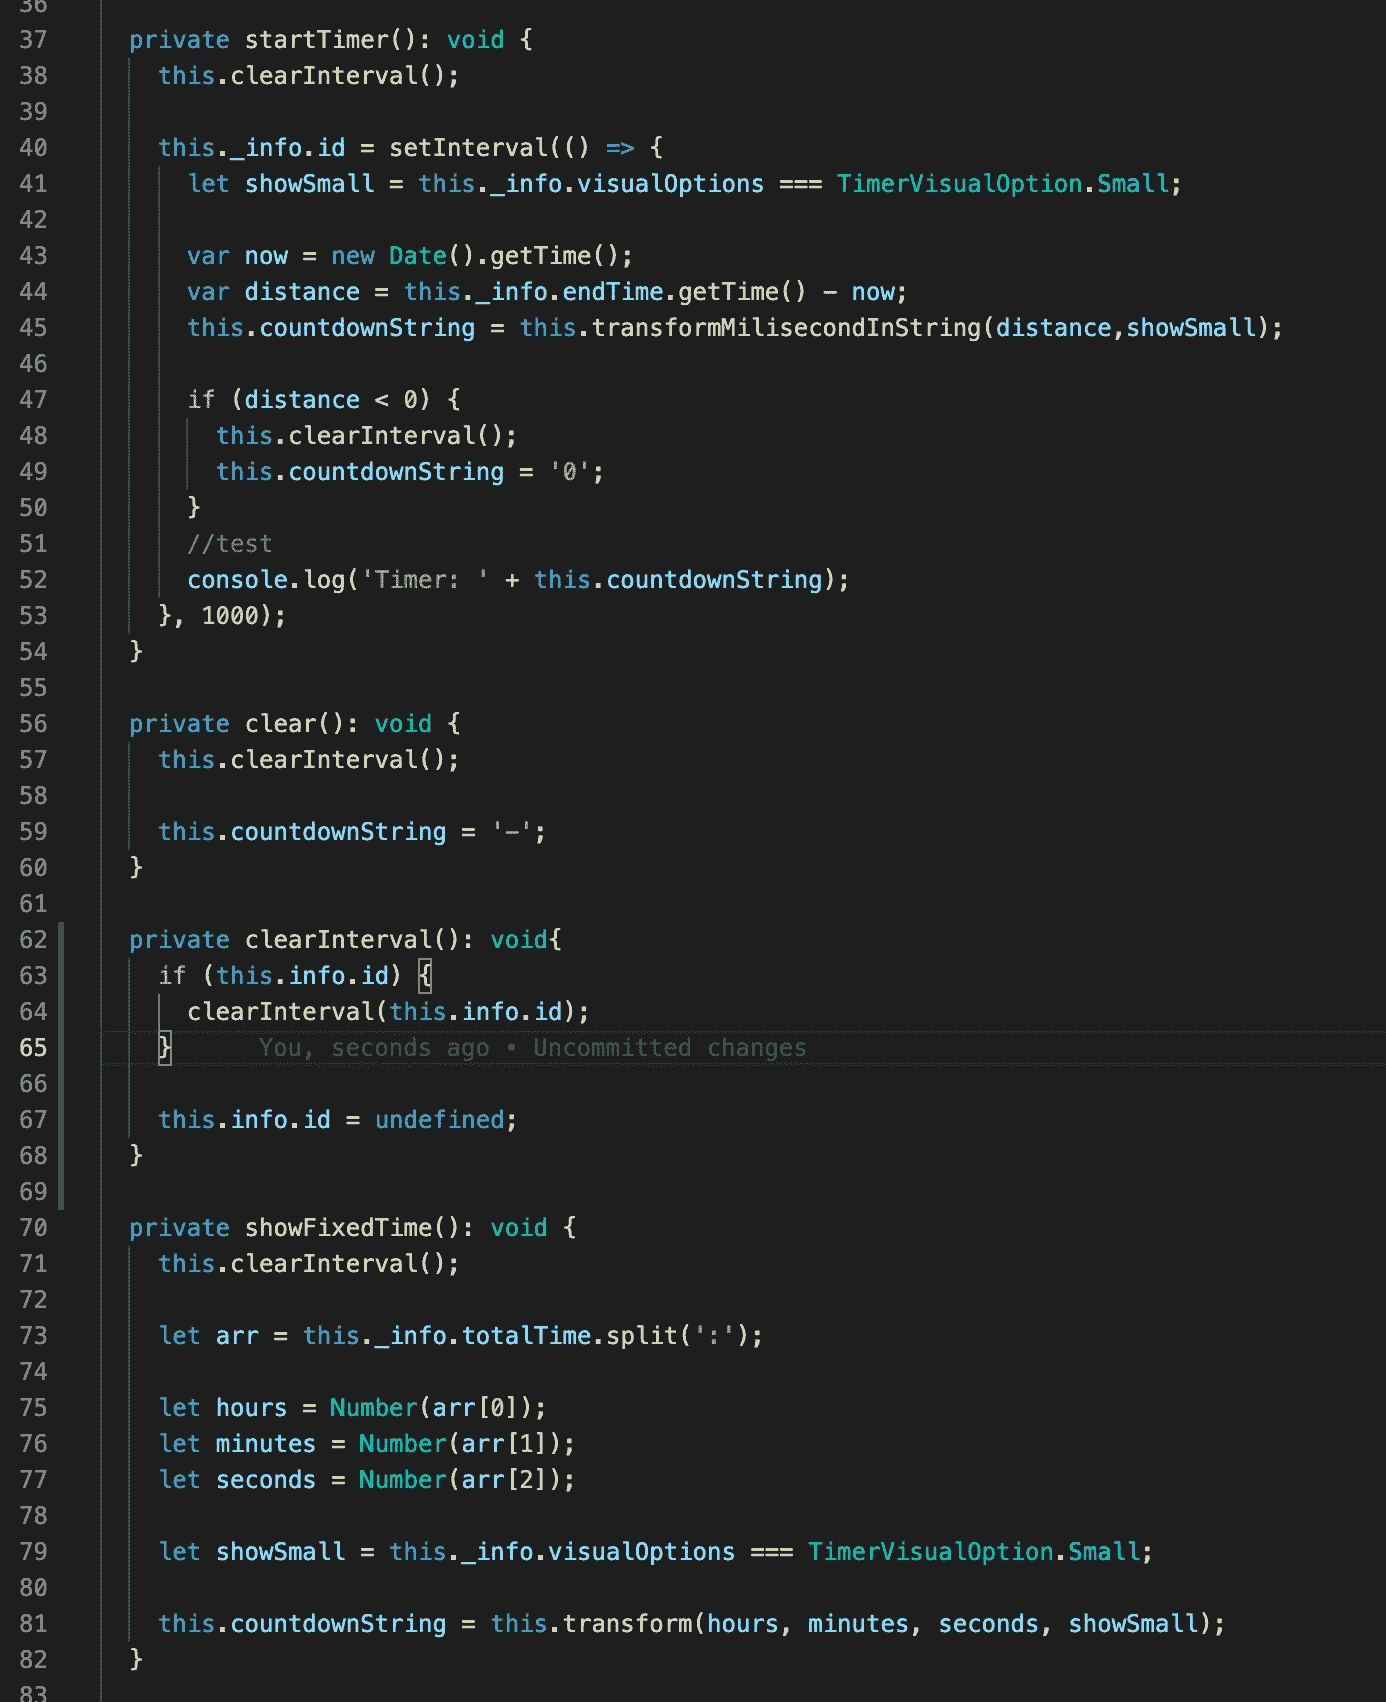 36
37 private startTimer(): void {
38 this.clearInterval();
39
40 this._info.id = setInterval(() => {
41 let showSmall = this._info.visualOptions === TimerVisualOption.Small;
42
43 var now = new Date().getTime();
44 var distance = this._info.endTime.getTime() - now;
45 this.countdownString = this.transformMilisecondInString(distance,showSmall);
46
47 if (distance < 0) {
48 this.clearInterval();
49 this.countdownString = '0';
50 }
51 //test
52 console.log('Timer: ' + this.countdownString);
53 }, 1000);
54 }
55
56 private clear(): void {
57 this.clearInterval();
58
59 this.countdownString = '-';
60 }
61
62 private clearInterval(): void{
63 if (this.info.id) {
64 clearInterval(this.info.id);
65 } You, seconds ago • Uncommitted changes
66
67 this.info.id = undefined;
68 }
69
70 private showFixedTime(): void {
71 this.clearInterval();
72
73 let arr = this._info.totalTime.split(':');
74
75 let hours = Number(arr[0]);
76 let minutes = Number(arr[1]);
77 let seconds = Number(arr[2]);
78
79 let showSmall = this._info.visualOptions === TimerVisualOption.Small;
80
81 this.countdownString = this.transform(hours, minutes, seconds, showSmall);
82 }
83